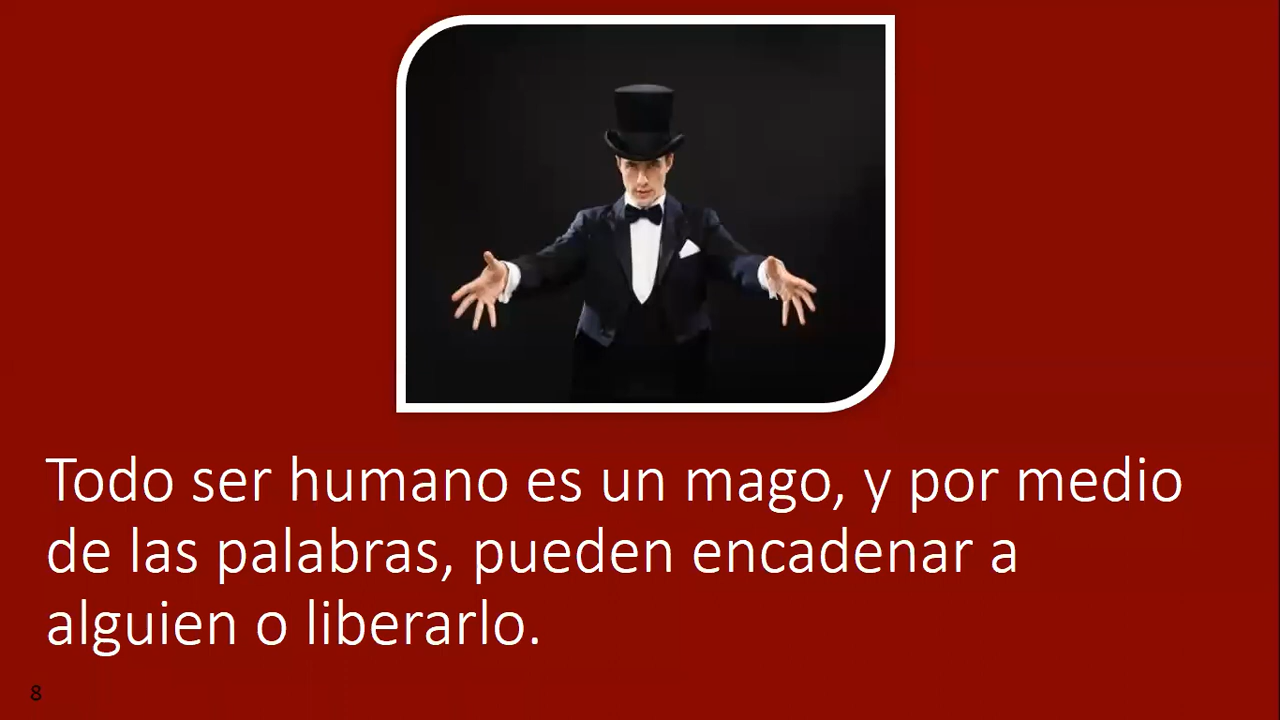 Todo ser humano es un mago, y por medio
de las palabras, pueden encadenar a
alguien o liberarlo.
8